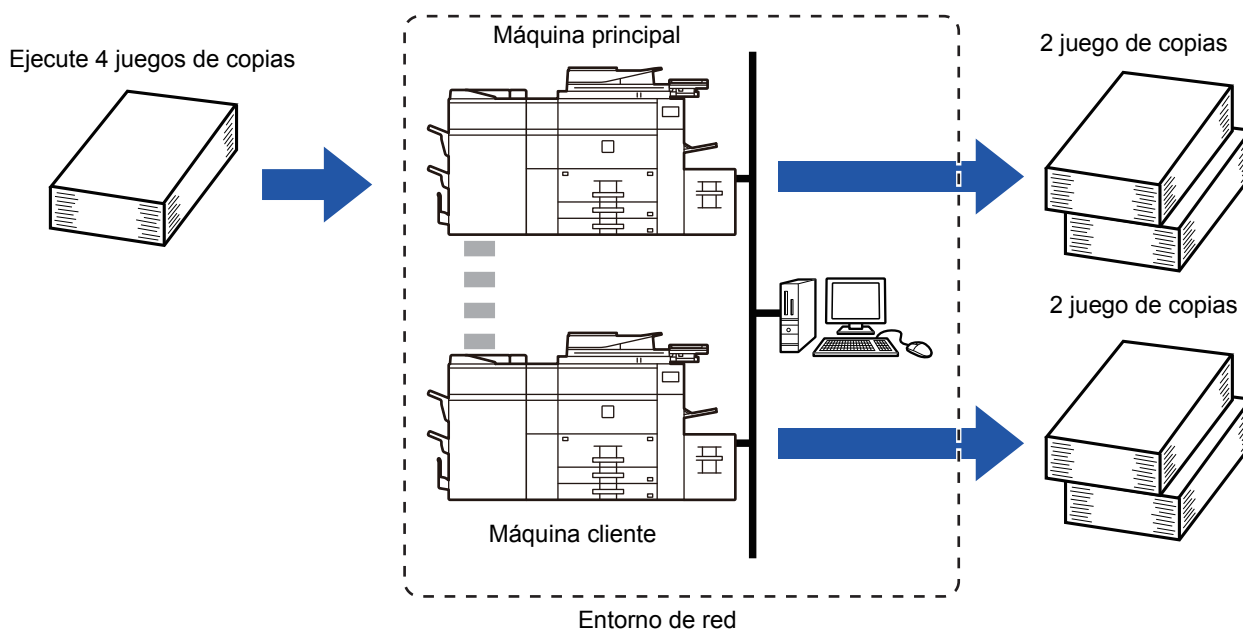 Ejecute 4 juegos de copias
Máquina principal
2 juego de copias
2 juego de copias
Máquina cliente
Entorno de red